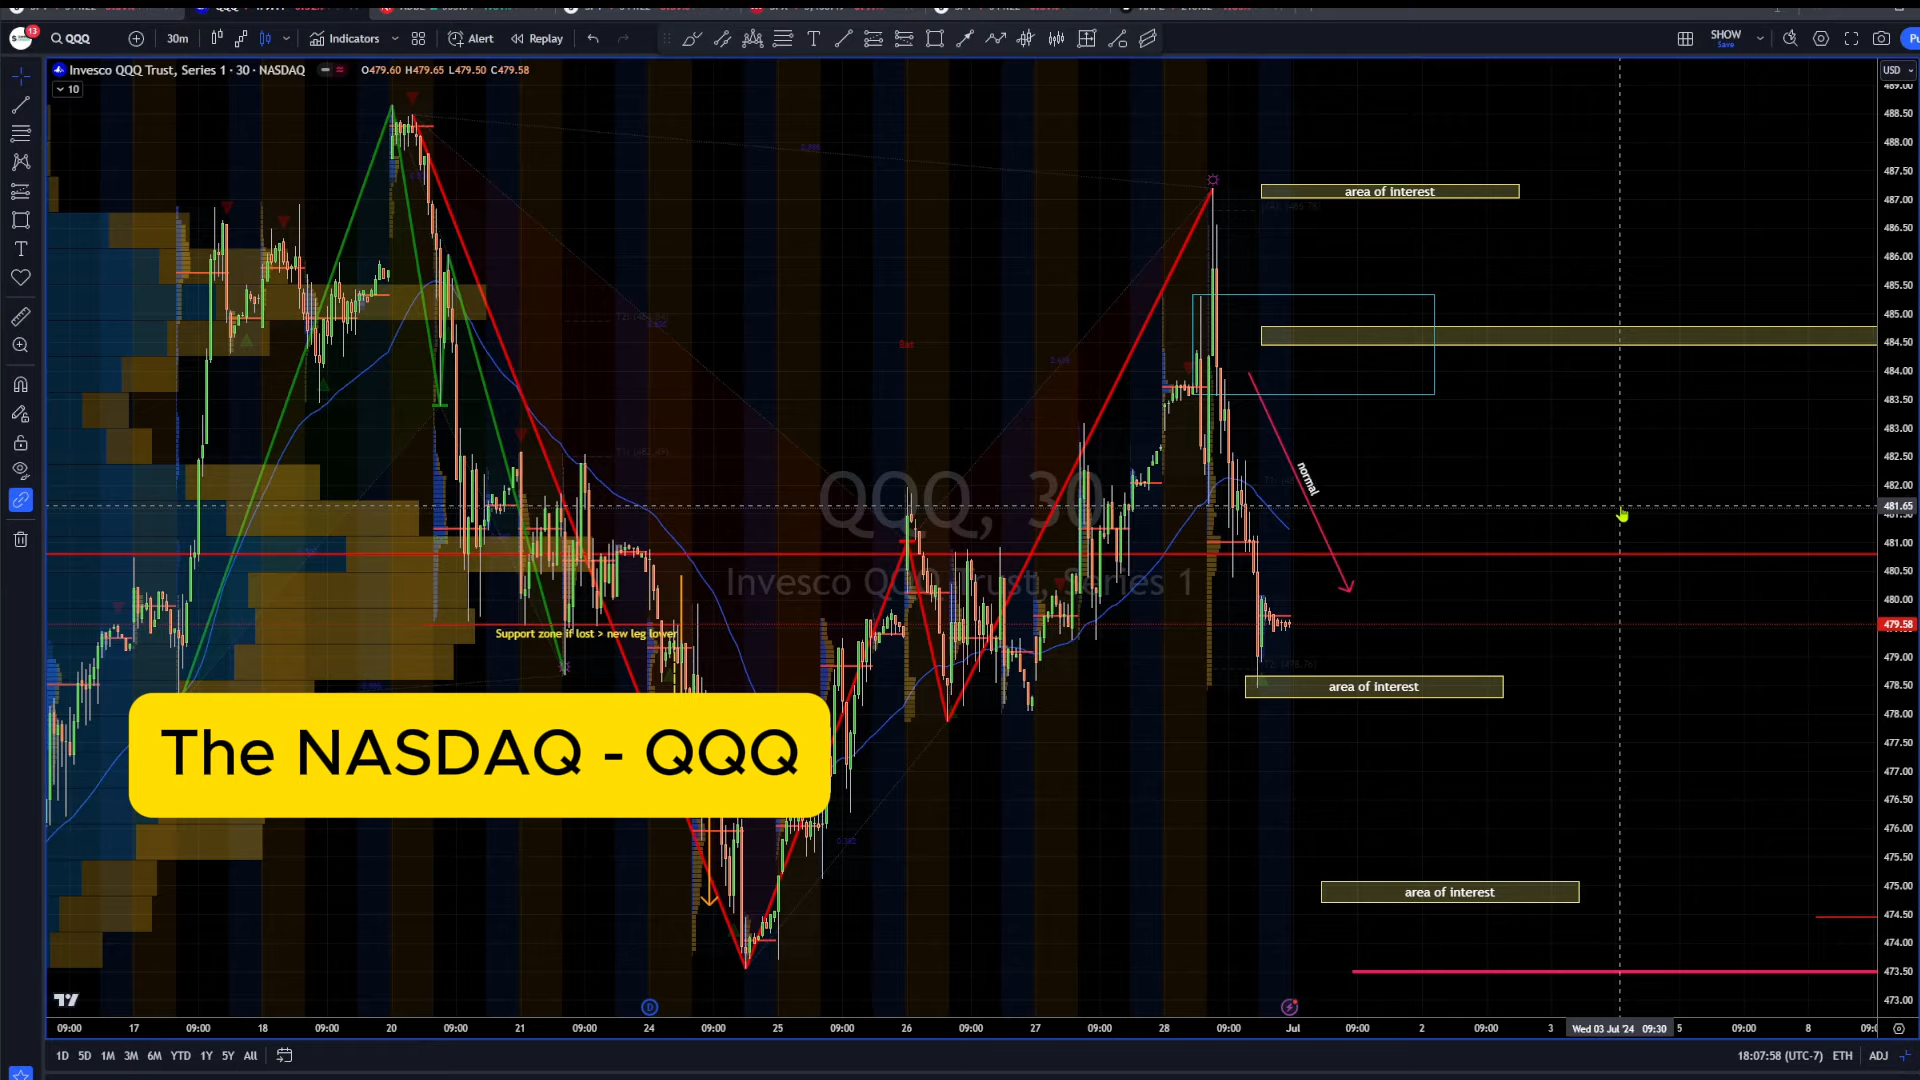 13
QQQ
30m
Indicators
Alert
Replay
SHOW
Save
Pu
Invesco QQQ Trust, Series 1 · 30 · NASDAQ
O479.60 H479.65 L479.50 C479.58
10
USD
489.00
488.50
488.00
487.50
487.00
486.50
486.00
485.50
485.00
484.50
484.00
483.50
483.00
482.50
482.00
481.65
481.00
480.50
480.00
479.58
479.00
478.50
478.00
477.50
477.00
476.50
476.00
475.50
475.00
474.50
474.00
473.50
473.00
area of interest
normal
Bat
QQQ, 30
Invesco QQQ Trust, Series 1
Support zone if lost > new leg lower
area of interest
The NASDAQ - QQQ
area of interest
D
09:00 17 09:00 18 09:00 20 09:00 21 09:00 24 09:00 25 09:00 26 09:00 27 09:00 28 09:00 Jul 09:00 2 09:00 3 Wed 03 Jul '24 09:30 5 09:00 8
1D 5D 1M 3M 6M YTD 1Y 5Y All
18:07:58 (UTC-7) ETH ADJ